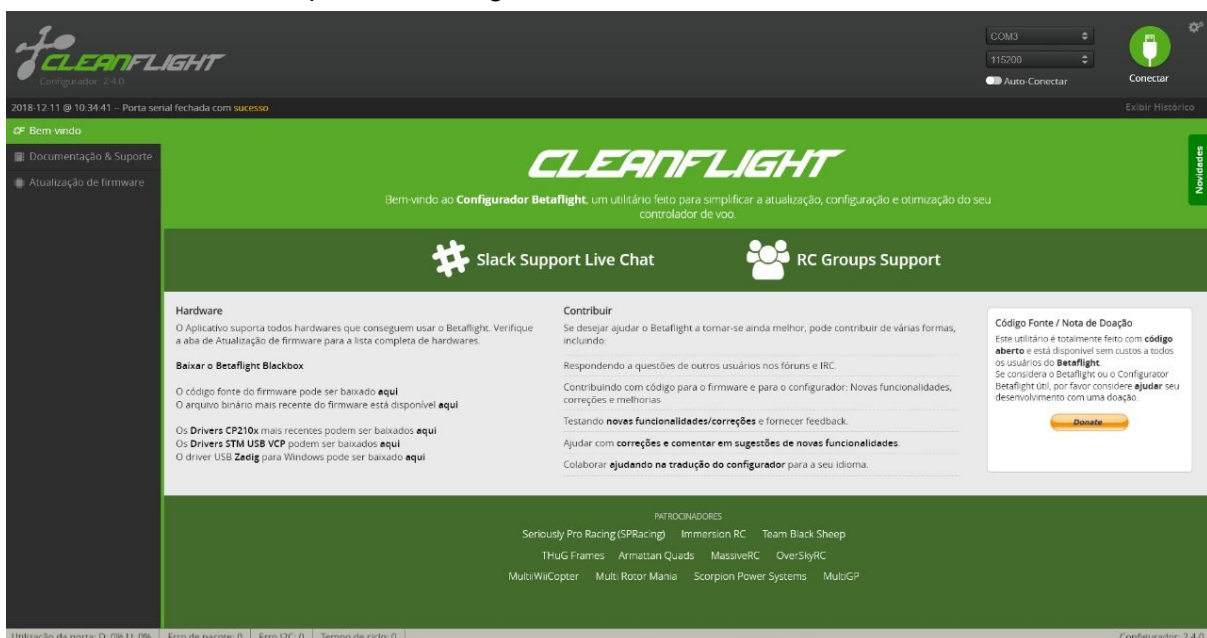 CLEANFLIGHT
Configurador: 2.4.0
COM3
115200
Auto-Conectar
Conectar
2018-12-11 @ 10:34:41 – Porta serial fechada com sucesso
Exibir Histórico
CF Bem-vindo
Documentação & Suporte
Atualização de firmware
Novidades
CLEANFLIGHT
Bem-vindo ao Configurador Betaflight, um utilitário feito para simplificar a atualização, configuração e otimização do seu
controlador de voo.
Slack Support Live Chat
RC Groups Support
Hardware
O Aplicativo suporta todos hardwares que conseguem usar o Betaflight. Verifique
a aba de Atualização de firmware para a lista completa de hardwares.
Baixar o Betaflight Blackbox
O código fonte do firmware pode ser baixado aqui
O arquivo binário mais recente do firmware está disponível aqui
Os Drivers CP210x mais recentes podem ser baixados aqui
Os Drivers STM USB VCP podem ser baixados aqui
O driver USB Zadig para Windows pode ser baixado aqui
Contribuir
Se desejar ajudar o Betaflight a tornar-se ainda melhor, pode contribuir de várias formas,
incluindo:
Respondendo a questões de outros usuários nos fóruns e IRC.
Contribuindo com código para o firmware e para o configurador: Novas funcionalidades,
correções e melhorias
Testando novas funcionalidades/correções e fornecer feedback.
Ajudar com correções e comentar em sugestões de novas funcionalidades.
Colaborar ajudando na tradução do configurador para a seu idioma.
Código Fonte / Nota de Doação
Este utilitário é totalmente feito com código
aberto e está disponível sem custos a todos
os usuários do Betaflight.
Se considera o Betaflight ou o Configurator
Betaflight útil, por favor considere ajudar seu
desenvolvimento com uma doação.
Donate
PATROCINADORES
Seriously Pro Racing (SPRacing) Immersion RC Team Black Sheep
THuG Frames Armattan Quads MassiveRC OverSkyRC
MultiWiiCopter Multi Rotor Mania Scorpion Power Systems MultiGP
Utilização da porta: D: 0% U: 0% Erro de pacote: 0 Erro I2C: 0 Tempo de ciclo: 0
Configurador: 2.4.0